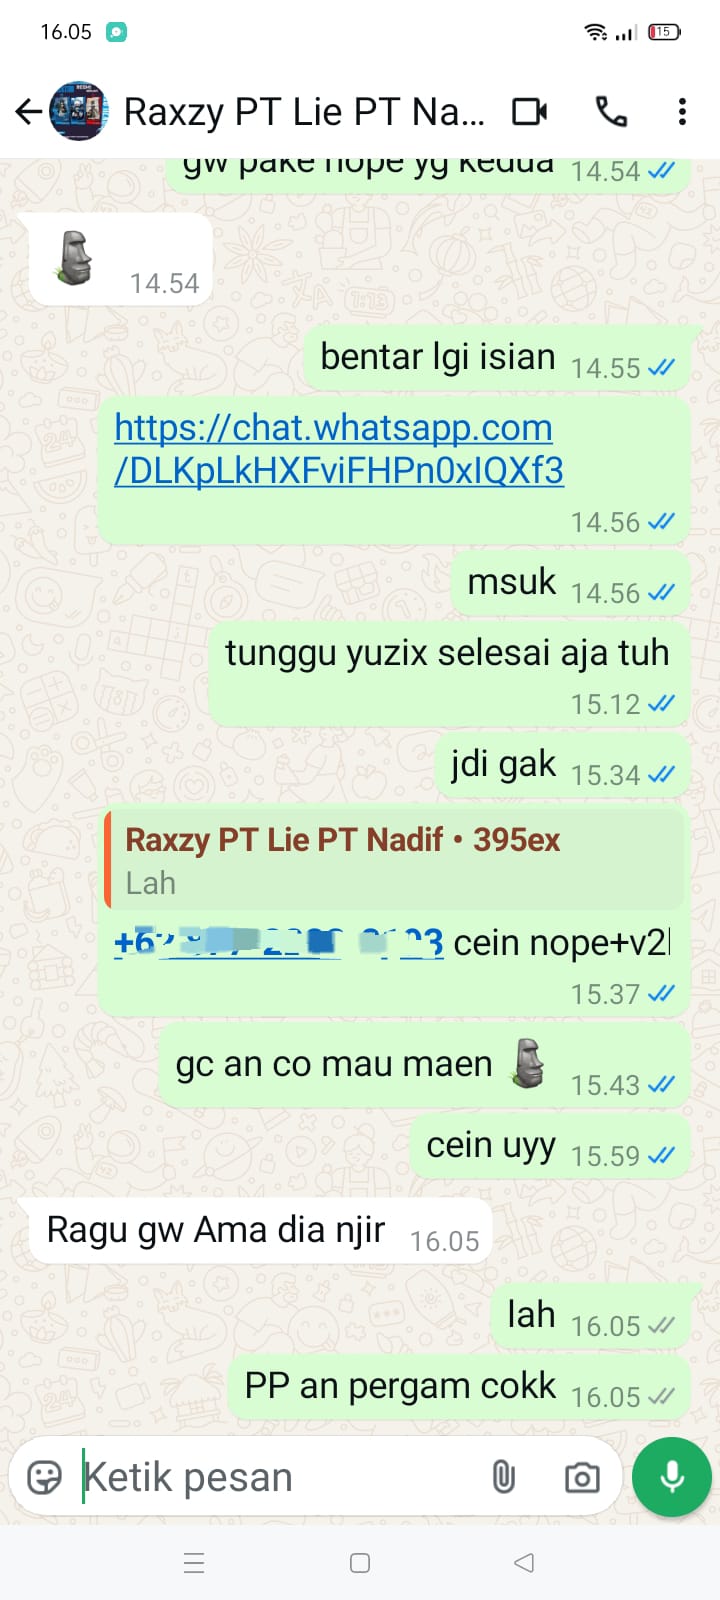 16.05
15
Raxzy PT Lie PT Na...
gw pake nope yg kedua 14.54
14.54
bentar lgi isian 14.55
https://chat.whatsapp.com
/DLKpLkHXFviFHPn0xIQXf3
14.56
msuk 14.56
tunggu yuzix selesai aja tuh
15.12
jdi gak 15.34
Raxzy PT Lie PT Nadif • 395ex
Lah
cein nope+v2l
15.37
gc an co mau maen 15.43
cein uyy 15.59
Ragu gw Ama dia njir 16.05
lah 16.05
PP an pergam cokk 16.05
Ketik pesan